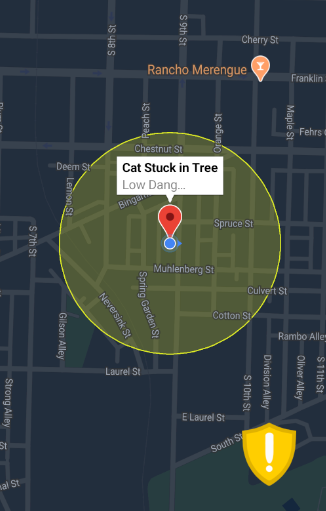 S 8th St
S 9th St
Cherry St
Rancho Merengue
Franklin
Peach St
Orange St
Maple St
Fehrs
Chestnut St
Deem St
Lemon St
Cat Stuck in Tree
Low Dang...
Spruce St
S 7th St
Muhlenberg St
Spring Garden St
Neversink St
Culvert St
Cotton St
Gilson Alley
Rambo Alley
Laurel St
S 10th St
Division Alley
Oliver Alley
S 11th St
Strong Alley
E Laurel St
South St